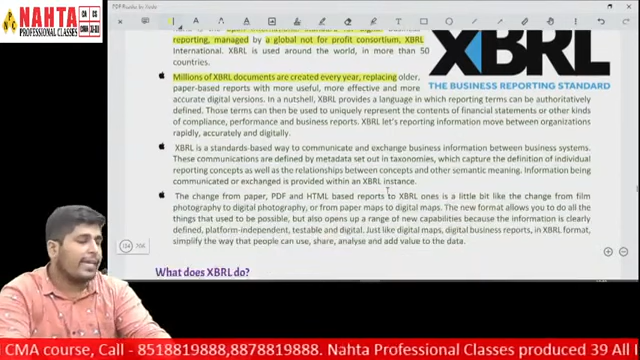 NAHTA
PROFESSIONAL CLASSES
CA
CS
CMA
reporting, managed by a global not for profit consortium, XBRL
International. XBRL is used around the world, in more than 50
countries.
Millions of XBRL documents are created every year, replacing older,
paper-based reports with more useful, more effective and more
accurate digital versions. In a nutshell, XBRL provides a language in which reporting terms can be authoritatively
defined. Those terms can then be used to uniquely represent the contents of financial statements or other kinds
of compliance, performance and business reports. XBRL let's reporting information move between organizations
rapidly, accurately and digitally.
XBRL
THE BUSINESS REPORTING STANDARD
XBRL is a standards-based way to communicate and exchange business information between business systems.
These communications are defined by metadata set out in taxonomies, which capture the definition of individual
reporting concepts as well as the relationships between concepts and other semantic meaning. Information
being communicated or exchanged is provided within an XBRL instance.
The change from paper, PDF and HTML based reports to XBRL ones is a little bit like the change from film
photography to digital photography, or from paper maps to digital maps. The new format allows you to do all the
things that used to be possible, but also opens up a range of new capabilities because the information is clearly
defined, platform-independent, testable and digital. Just like digital maps, digital business reports, in XBRL format,
simplify the way that people can use, share, analyse and add value to the data.
What does XBRL do?
CMA course, Call - 8518819888,8878819888. Nahta Professional Classes produced 39 All